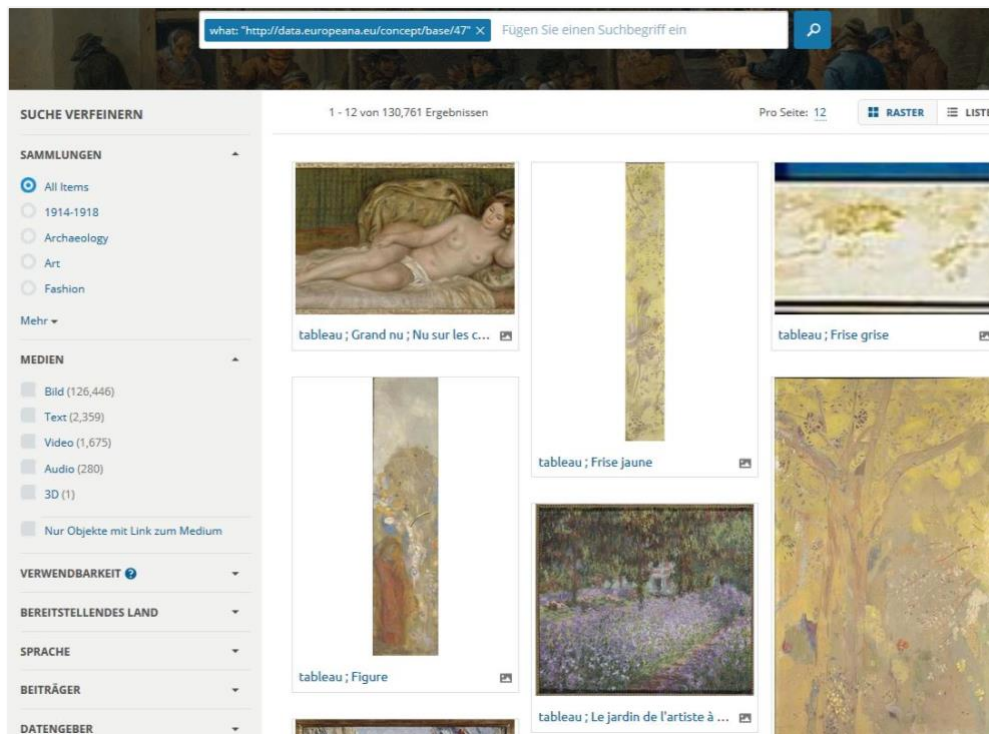 what: "http://data.europeana.eu/concept/base/47" ×
Fügen Sie einen Suchbegriff ein
SUCHE VERFEINERN
SAMMLUNGEN
All Items
1914-1918
Archaeology
Art
Fashion
Mehr
MEDIEN
Bild (126,446)
Text (2,359)
Video (1,675)
Audio (280)
3D (1)
Nur Objekte mit Link zum Medium
VERWENDBARKEIT ?
BEREITSTELLENDES LAND
SPRACHE
BEITRÄGER
DATENGEBER
1 - 12 von 130,761 Ergebnissen
Pro Seite: 12
RASTER
LISTE
tableau ; Grand nu ; Nu sur les c...
tableau ; Frise jaune
tableau ; Frise grise
tableau ; Figure
tableau ; Le jardin de l'artiste à ...